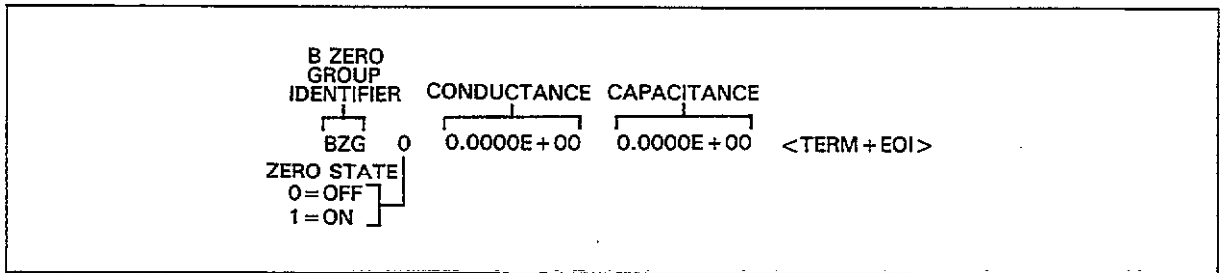 B ZERO
GROUP
IDENTIFIER CONDUCTANCE CAPACITANCE
BZG 0 0.0000E+00 0.0000E+00 <TERM+EOI>
ZERO STATE
0=OFF
1=ON